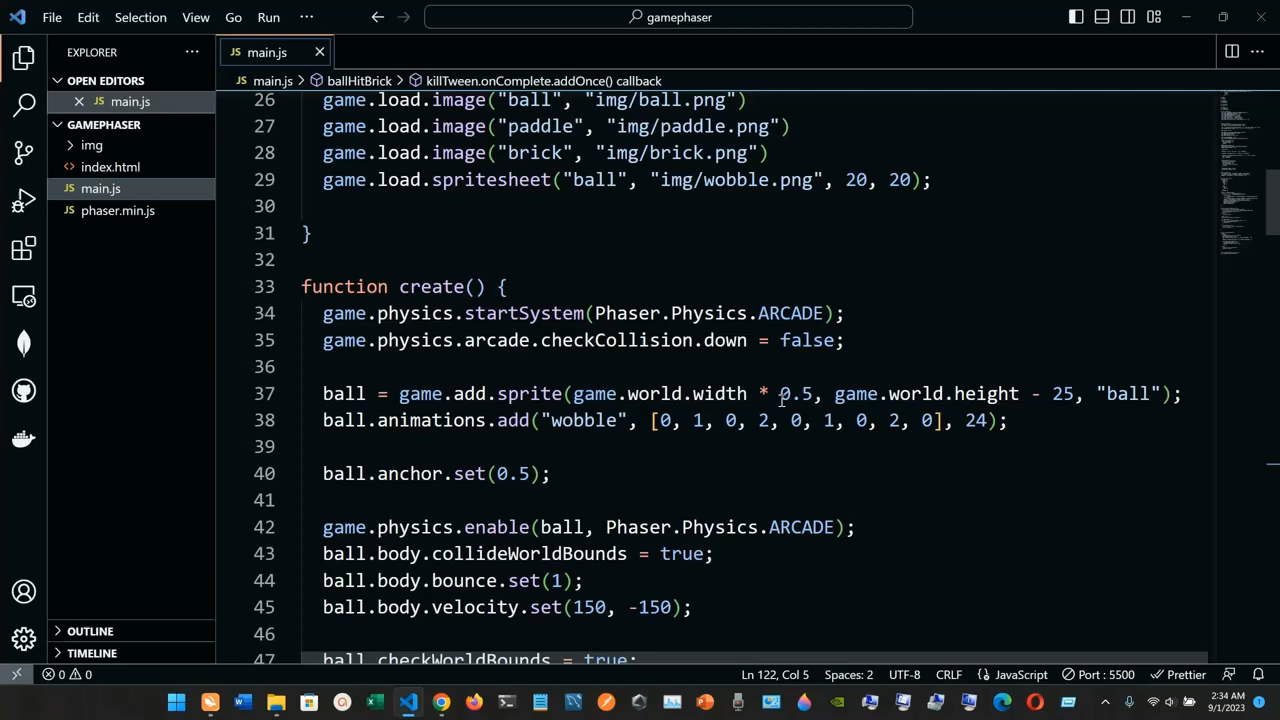 File Edit Selection View Go Run ··· gamephaser
EXPLORER ···
OPEN EDITORS
JS main.js
GAMEPHASER
img
<> index.html
JS main.js
JS phaser.min.js
OUTLINE
TIMELINE
JS main.js
JS main.js > ballHitBrick > killTween.onComplete.addOnce() callback
26 game.load.image("ball", "img/ball.png")
27 game.load.image("paddle", "img/paddle.png")
28 game.load.image("brick", "img/brick.png")
29 game.load.spritesheet("ball", "img/wobble.png", 20, 20);
30
31 }
32
33 function create() {
34 game.physics.startSystem(Phaser.Physics.ARCADE);
35 game.physics.arcade.checkCollision.down = false;
36
37 ball = game.add.sprite(game.world.width * 0.5, game.world.height - 25, "ball");
38 ball.animations.add("wobble", [0, 1, 0, 2, 0, 1, 0, 2, 0], 24);
39
40 ball.anchor.set(0.5);
41
42 game.physics.enable(ball, Phaser.Physics.ARCADE);
43 ball.body.collideWorldBounds = true;
44 ball.body.bounce.set(1);
45 ball.body.velocity.set(150, -150);
46
47 ball.checkWorldBounds = true;
0 0 Ln 122, Col 5 Spaces: 2 UTF-8 CRLF {} JavaScript Port : 5500 Prettier
2:34 AM
9/1/2023